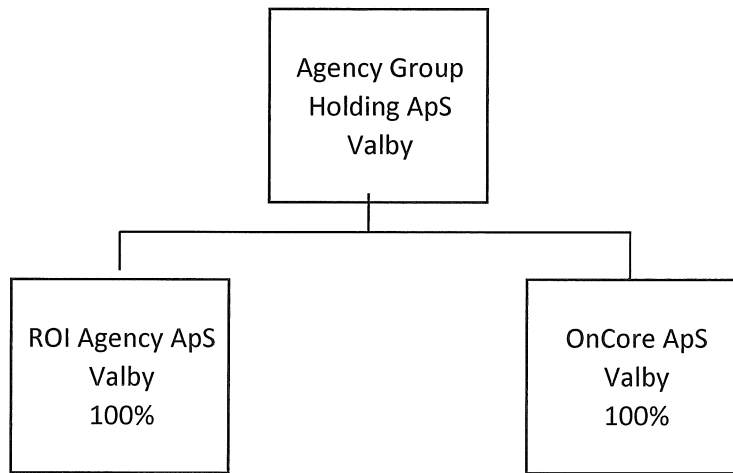 Agency Group
Holding ApS
Valby
ROI Agency ApS
Valby
100%
OnCore ApS
Valby
100%